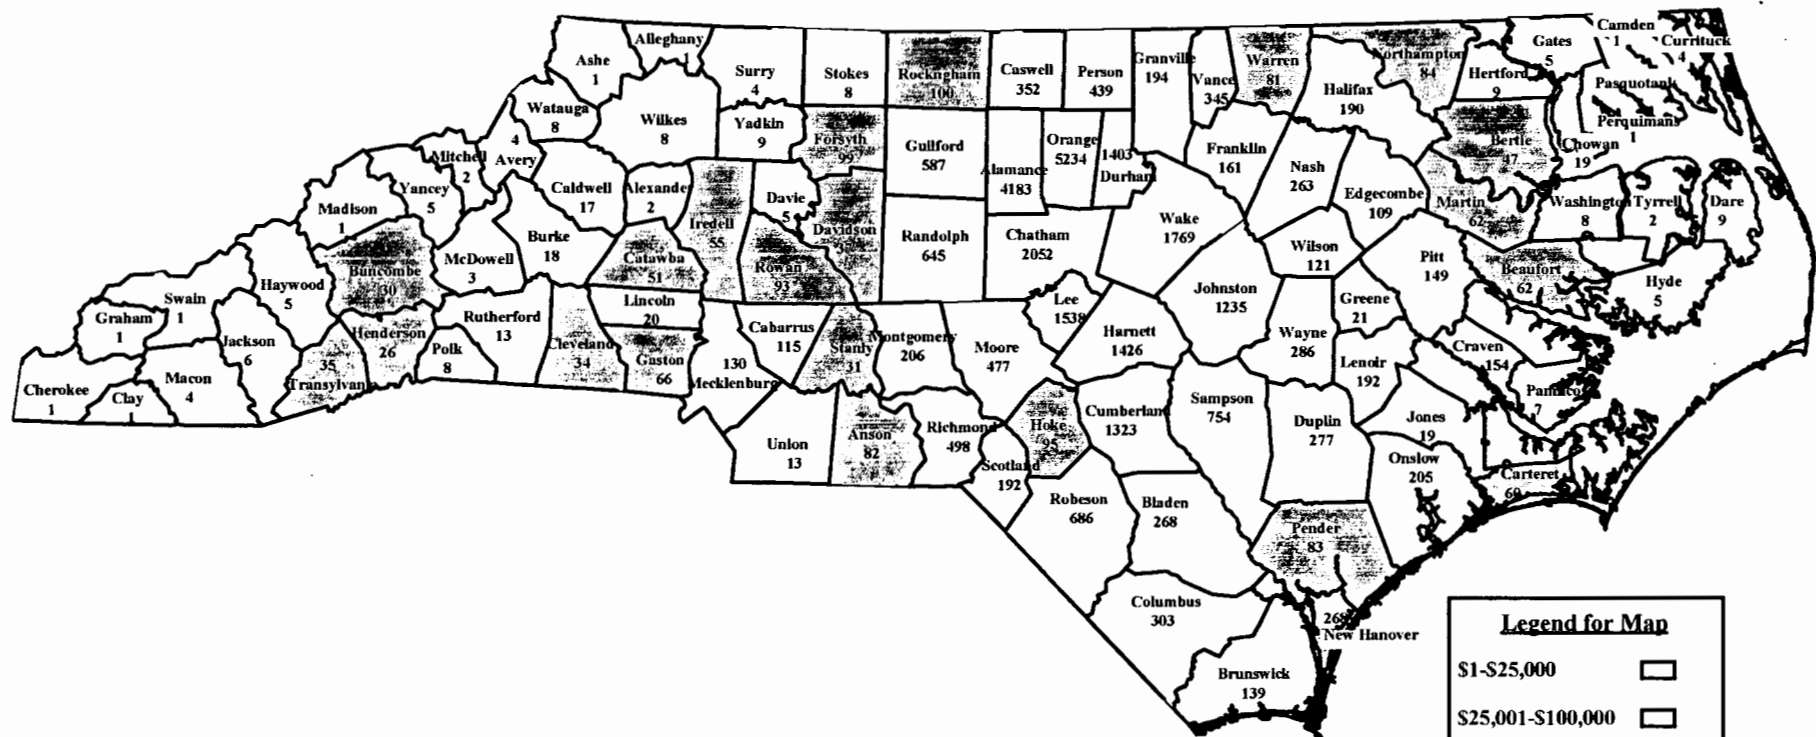 Ashe
1
Alleghany
1
Surry
4
Stokes
8
Rockngham
100
Caswell
352
Person
439
Granville
194
Vance
345
Warren
81
Northampton
84
Halifax
190
Hertford
9
Gates
5
Camden
1
Currituck
4
Pasquotank
Perquimans
1
Chowan
19
Bertie
47
Watauga
8
Wilkes
8
Yadkin
9
Forsyth
99
Guilford
587
Alamance
4183
Orange
5234
1403
Durham
Franklin
161
Nash
263
Edgecombe
109
Martin
62
Washington
8
Tyrrell
2
Dare
9
Mitchell
2
4
Avery
Yancey
5
Madison
1
Caldwell
17
Alexande
2
Iredell
55
Davie
5
Davidson
Randolph
645
Chatham
2052
Wake
1769
Wilson
121
Pitt
149
Beaufort
62
Hyde
5
Buncombe
30
McDowell
3
Burke
18
Catawba
51
Rowan
93
Haywood
5
Swain
1
Graham
1
Jackson
6
Henderson
26
Rutherford
13
Polk
8
Cleveland
34
Lincoln
20
Gaston
66
Cabarrus
115
130
Mecklenburg
Stanly
31
Montgomery
206
Moore
477
Lee
1538
Harnett
1426
Johnston
1235
Wayne
286
Greene
21
Lenoir
192
Craven
154
Pamlico
7
Cherokee
1
Clay
1
Macon
4
35
Transylvan
Union
13
Anson
82
Richmond
498
Scotland
192
Hoke
95
Cumberland
1323
Sampson
754
Duplin
277
Jones
19
Onslow
205
Carteret
60
Robeson
686
Bladen
268
Pender
83
Columbus
303
268
New Hanover
Brunswick
139
Legend for Map
$1-$25,000
$25,001-$100,000